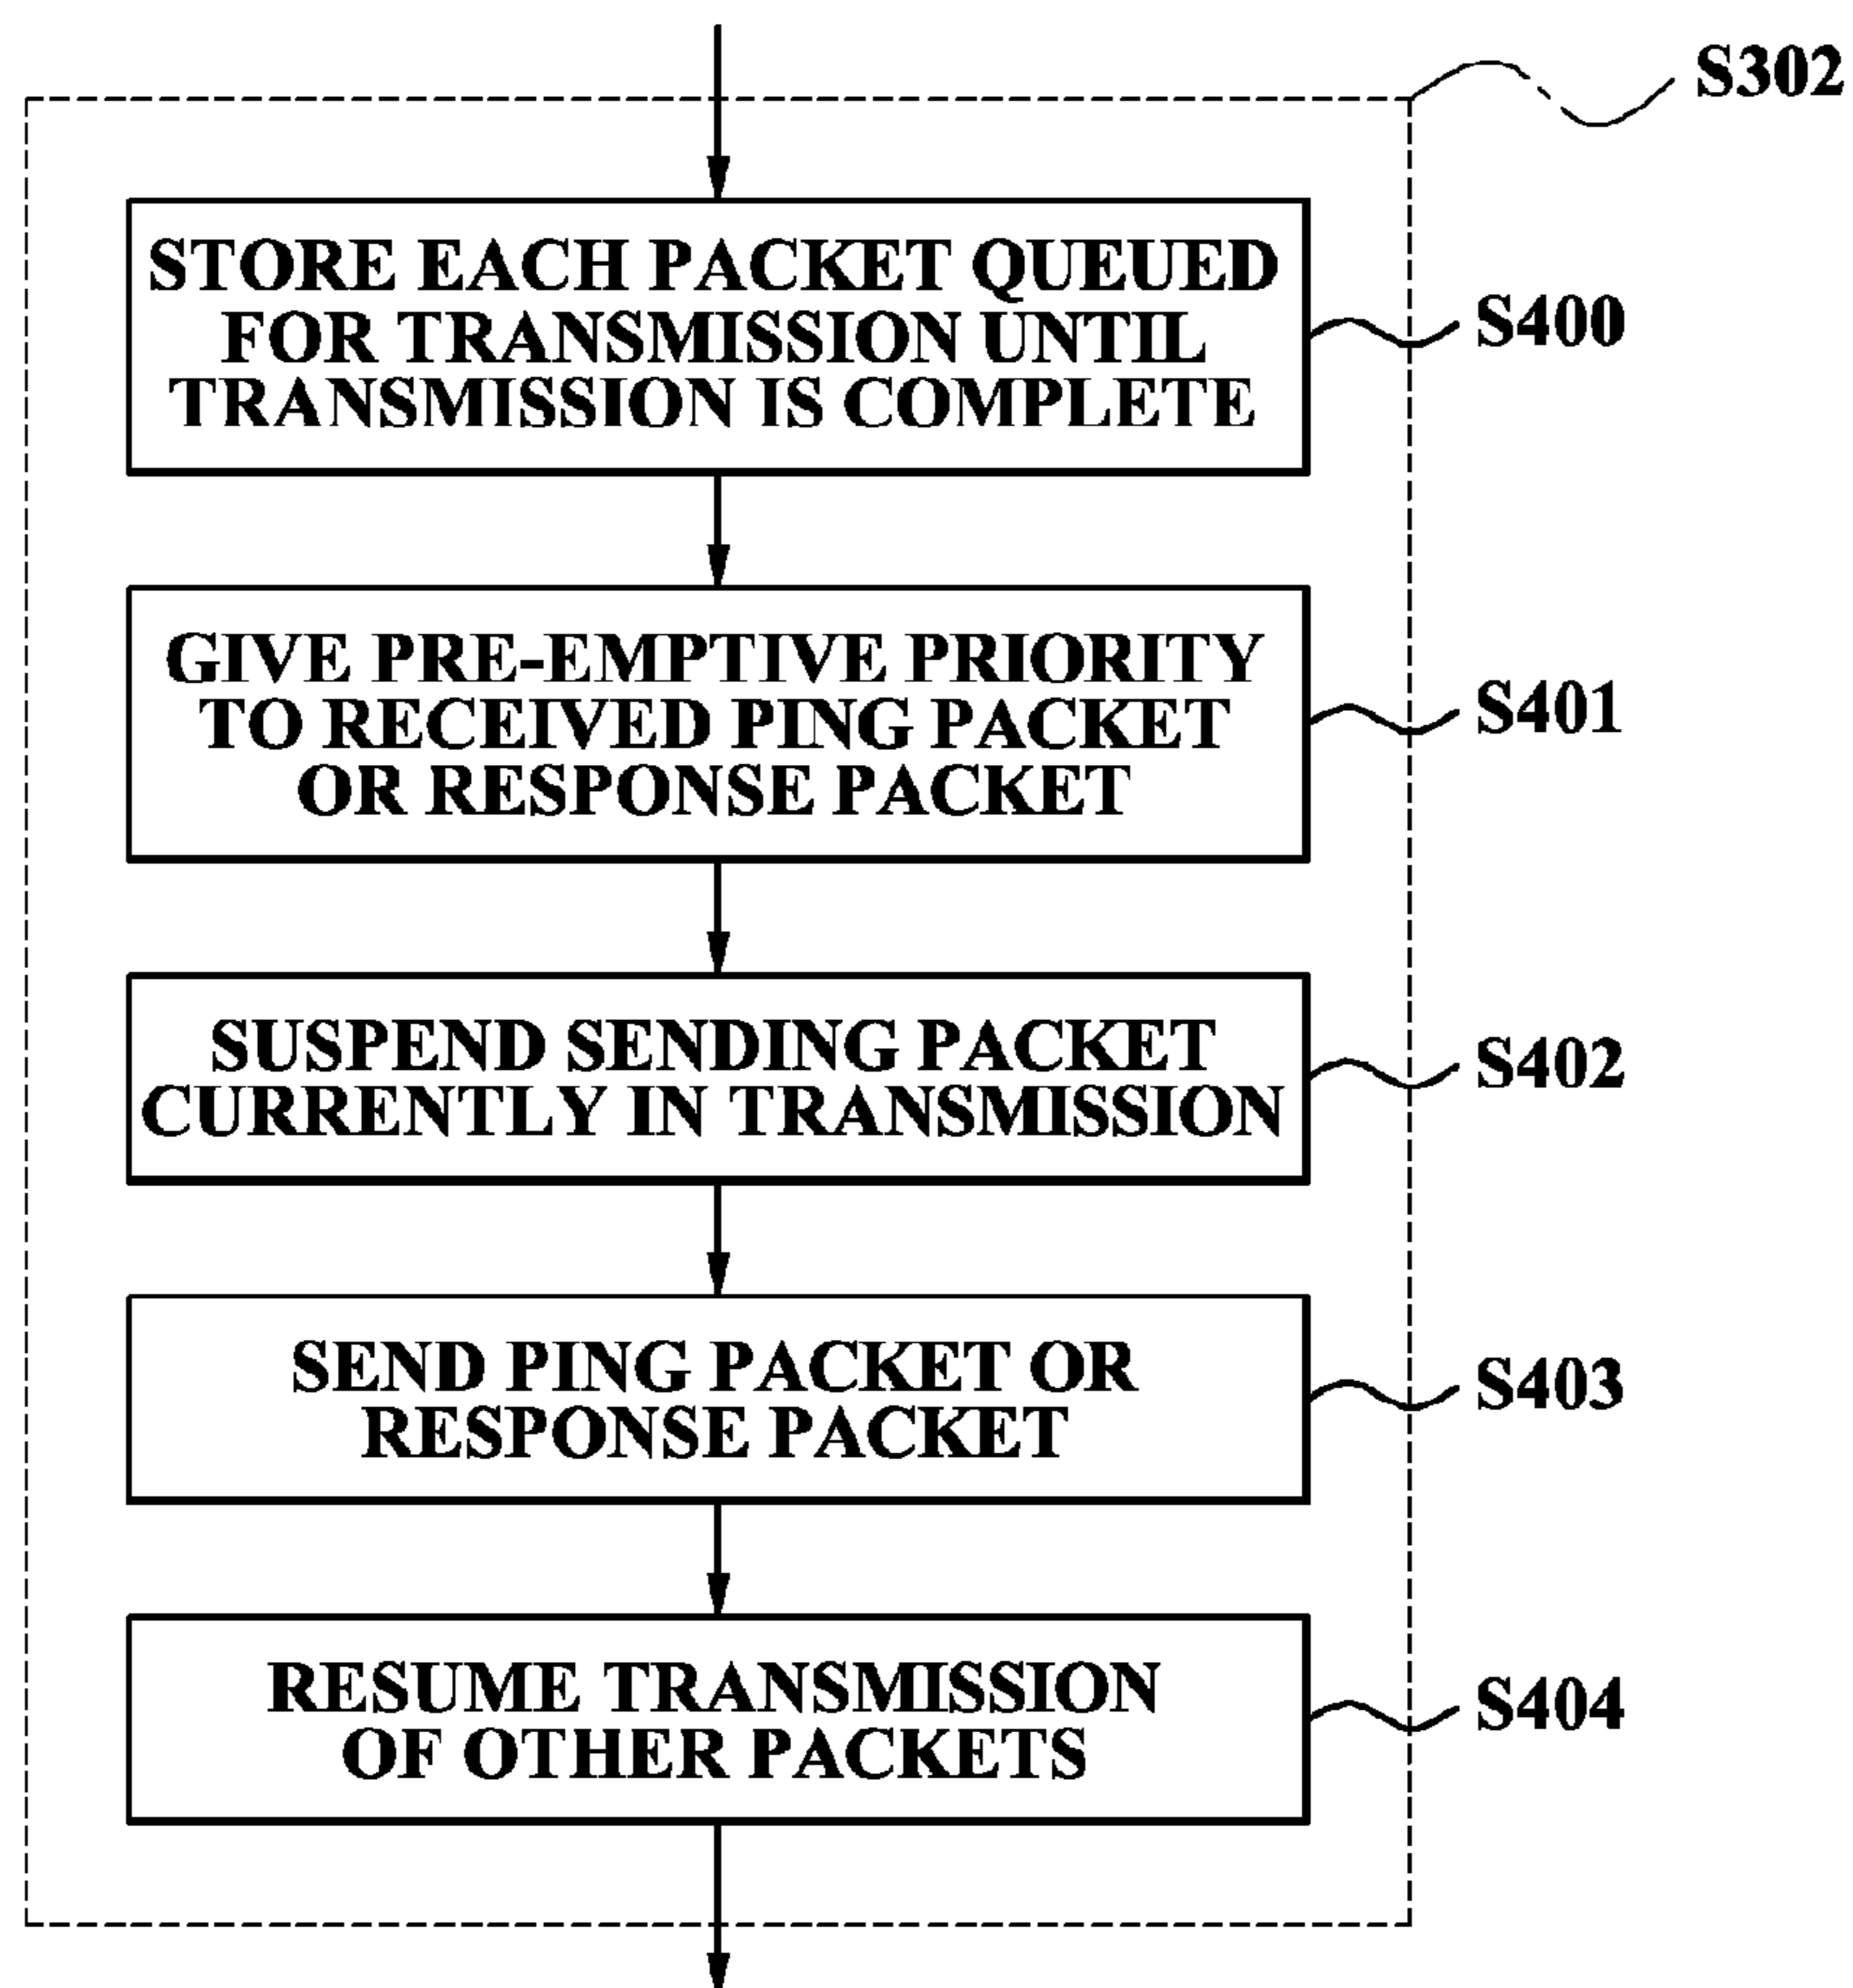 S302
STORE EACH PACKET QUEUED
FOR TRANSMISSION UNTIL
TRANSMISSION IS COMPLETE
S400
GIVE PRE-EMPTIVE PRIORITY
TO RECEIVED PING PACKET
OR RESPONSE PACKET
S401
SUSPEND SENDING PACKET
CURRENTLY IN TRANSMISSION
S402
SEND PING PACKET OR
RESPONSE PACKET
S403
RESUME TRANSMISSION
OF OTHER PACKETS
S404